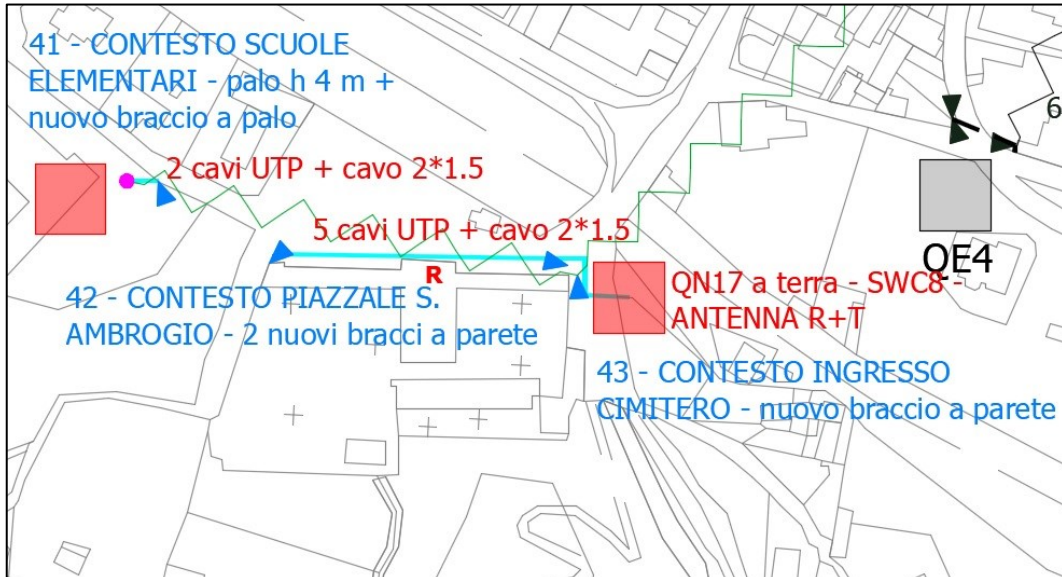 41 - CONTESTO SCUOLE
ELEMENTARI - palo h 4 m +
nuovo braccio a palo
2 cavi UTP + cavo 2*1.5
5 cavi UTP + cavo 2*1.5
R
42 - CONTESTO PIAZZALE S.
AMBROGIO - 2 nuovi bracci a parete
QN17 a terra - SWC8 -
ANTENNA R+T
43 - CONTESTO INGRESSO
CIMITERO - nuovo braccio a parete
6
QE4